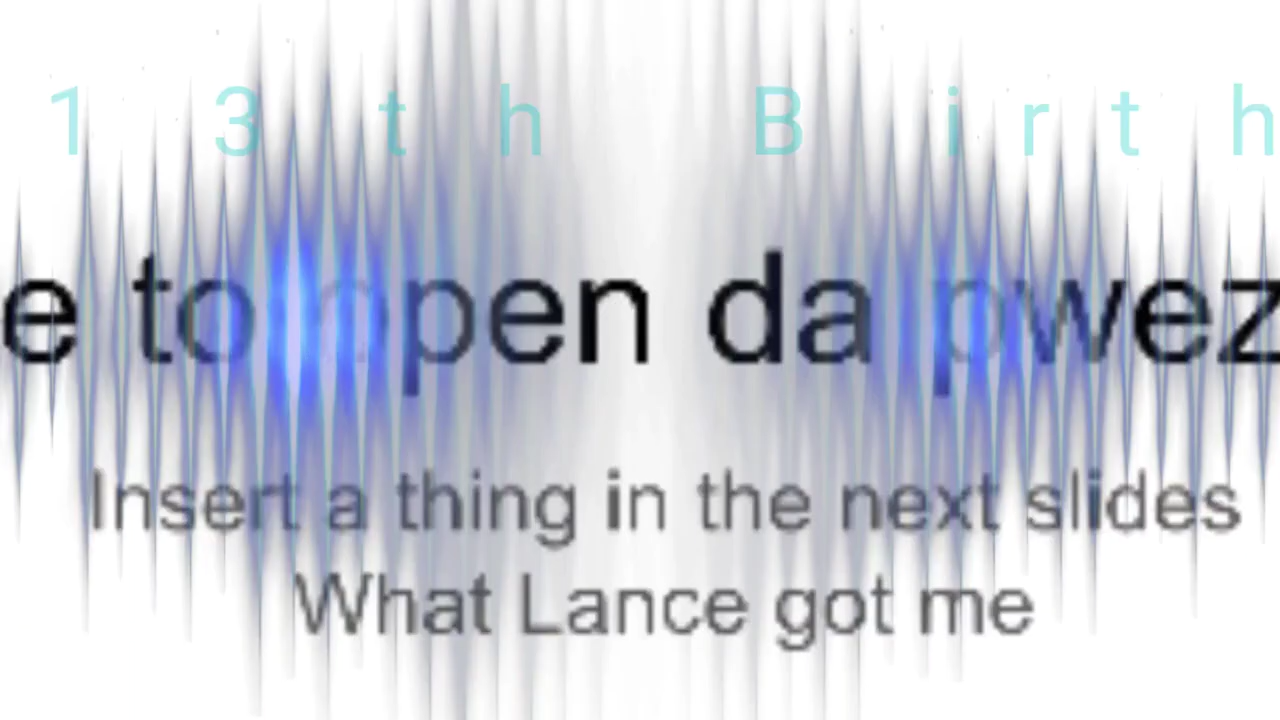 13th Birth
e to open da pwez
Insert a thing in the next slides
What Lance got me